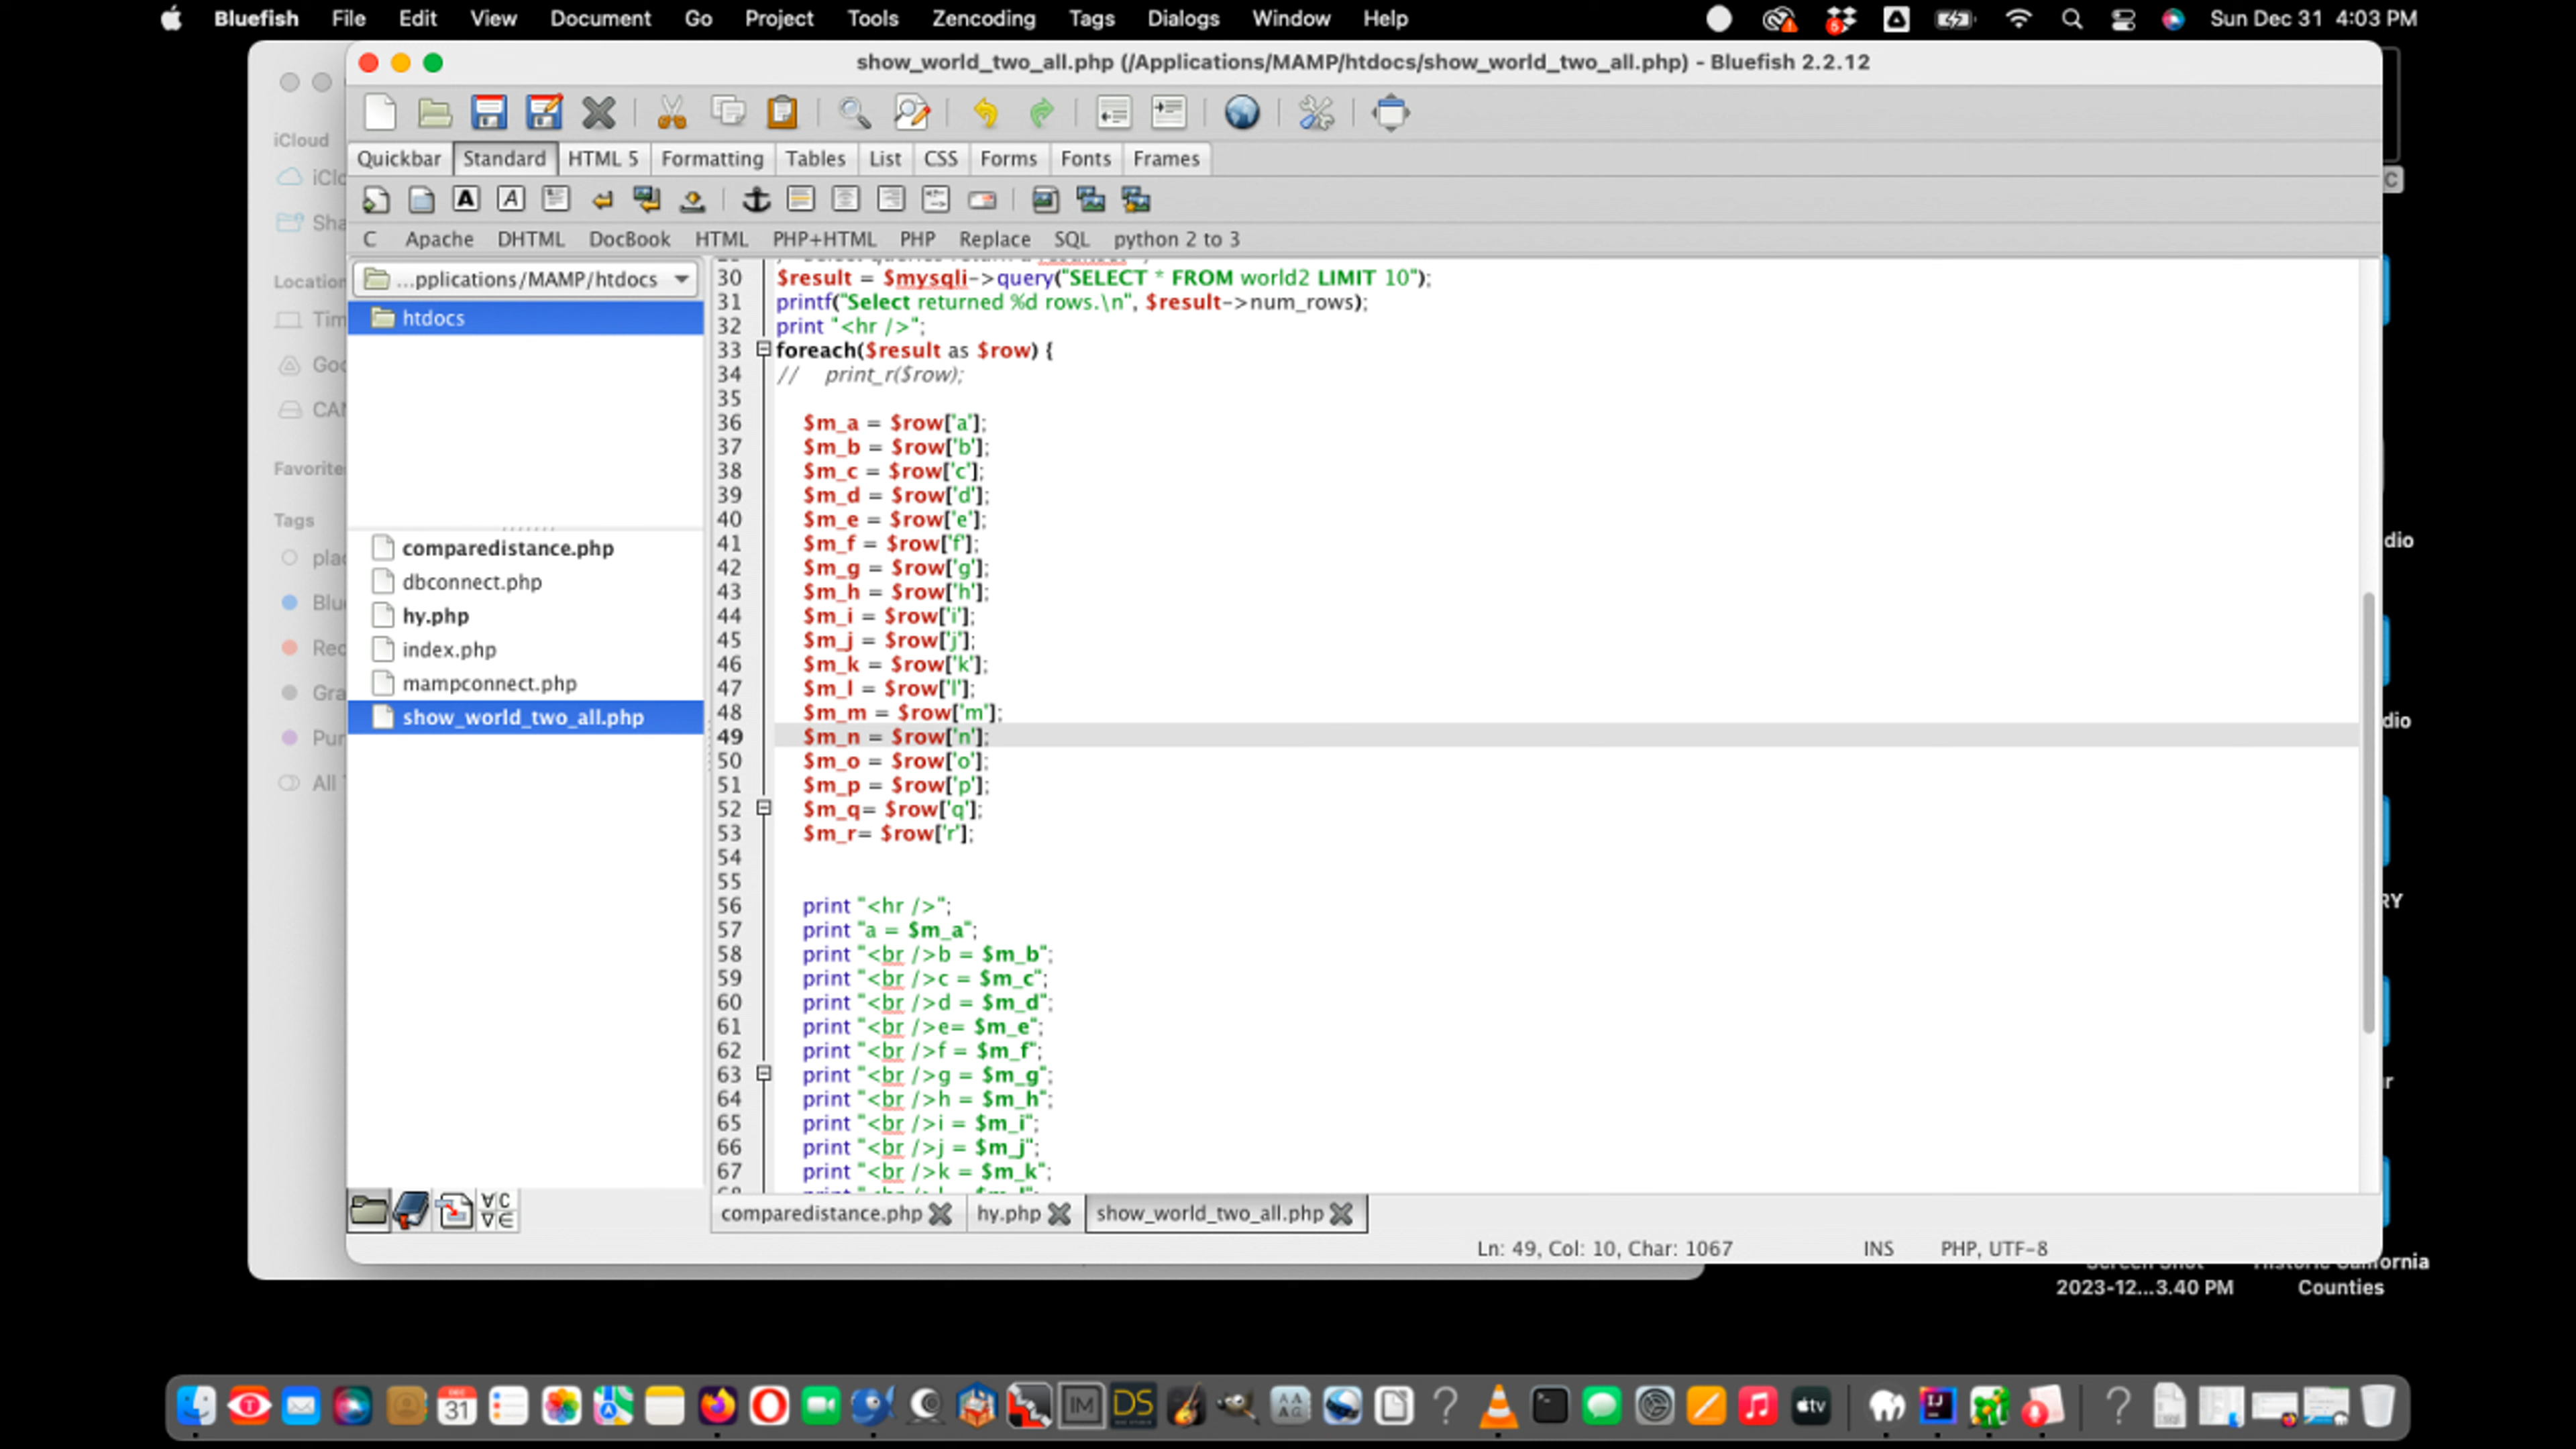 Bluefish File Edit View Document Go Project Tools Zencoding Tags Dialogs Window Help Sun Dec 31 4:03 PM
show_world_two_all.php (/Applications/MAMP/htdocs/show_world_two_all.php) - Bluefish 2.2.12
iCloud
Quickbar Standard HTML 5 Formatting Tables List CSS Forms Fonts Frames
C Apache DHTML DocBook HTML PHP+HTML PHP Replace SQL python 2 to 3
...pplications/MAMP/htdocs
htdocs
Favorite
Tags
comparedistance.php
dbconnect.php
hy.php
index.php
mampconnect.php
show_world_two_all.php
All
30 $result = $mysqli->query("SELECT * FROM world2 LIMIT 10");
31 printf("Select returned %d rows.\n", $result->num_rows);
32 print "<hr />";
33 foreach($result as $row) {
34 // print_r($row);
35
36 $m_a = $row['a'];
37 $m_b = $row['b'];
38 $m_c = $row['c'];
39 $m_d = $row['d'];
40 $m_e = $row['e'];
41 $m_f = $row['f'];
42 $m_g = $row['g'];
43 $m_h = $row['h'];
44 $m_i = $row['i'];
45 $m_j = $row['j'];
46 $m_k = $row['k'];
47 $m_l = $row['l'];
48 $m_m = $row['m'];
49 $m_n = $row['n'];
50 $m_o = $row['o'];
51 $m_p = $row['p'];
52 $m_q= $row['q'];
53 $m_r= $row['r'];
54
55
56 print "<hr />";
57 print "a = $m_a";
58 print "<br />b = $m_b";
59 print "<br />c = $m_c";
60 print "<br />d = $m_d";
61 print "<br />e= $m_e";
62 print "<br />f = $m_f";
63 print "<br />g = $m_g";
64 print "<br />h = $m_h";
65 print "<br />i = $m_i";
66 print "<br />j = $m_j";
67 print "<br />k = $m_k";
comparedistance.php hy.php show_world_two_all.php
Ln: 49, Col: 10, Char: 1067 INS PHP, UTF-8
2023-12...3.40 PM
Counties
DEC
31
IM
DS
tv
IJ